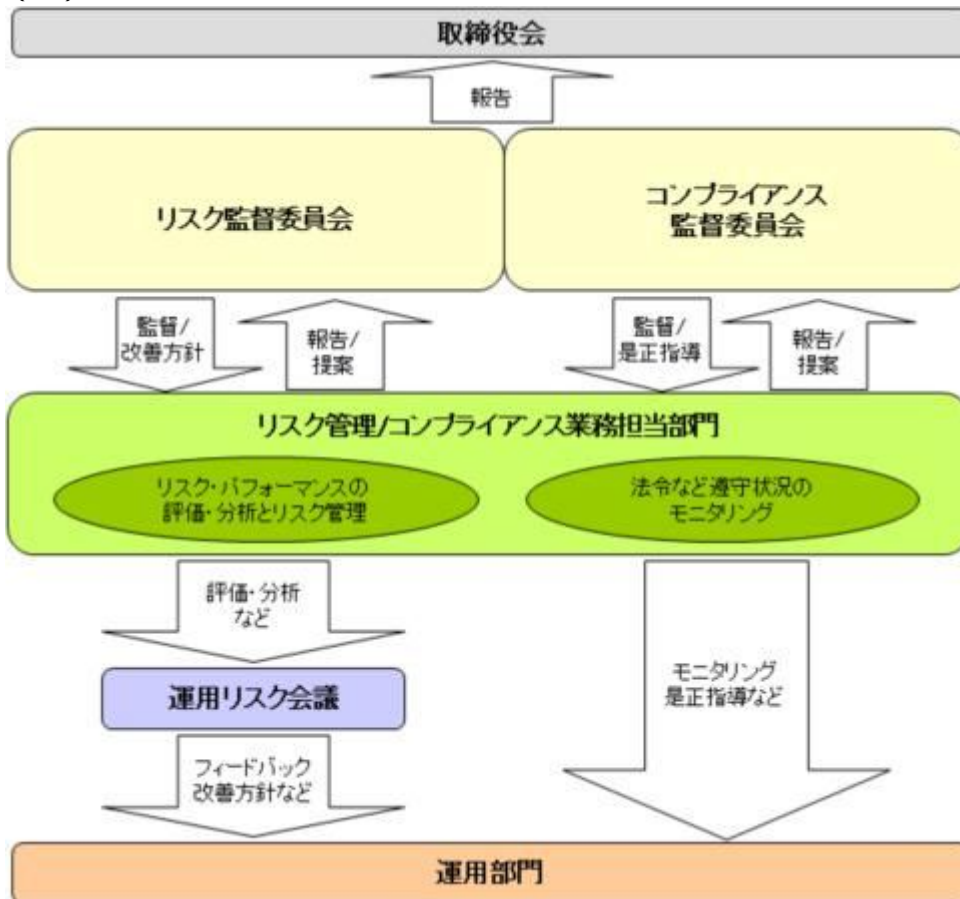 取締役会
報告
リスク監督委員会
コンプライアンス
監督委員会
監督/
改善方針
報告/
提案
監督/
是正指導
報告/
提案
リスク管理/コンプライアンス業務担当部門
リスク・パフォーマンスの
評価・分析とリスク管理
法令など遵守状況の
モニタリング
評価・分析
など
運用リスク会議
モニタリング
是正指導など
フィードバック
改善方針など
運用部門